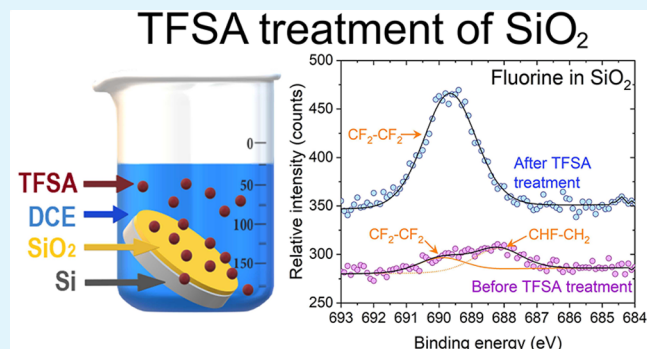 TFSA treatment of SiO₂
TFSA
DCE
SiO₂
Si
0
50
100
150
Fluorine in SiO₂
Relative intensity (counts)
500
450
400
350
300
250
CF₂-CF₂
After TFSA
treatment
CF₂-CF₂
CHF-CH₂
Before TFSA treatment
693 692 691 690 689 688 687 686 685 684
Binding energy (eV)